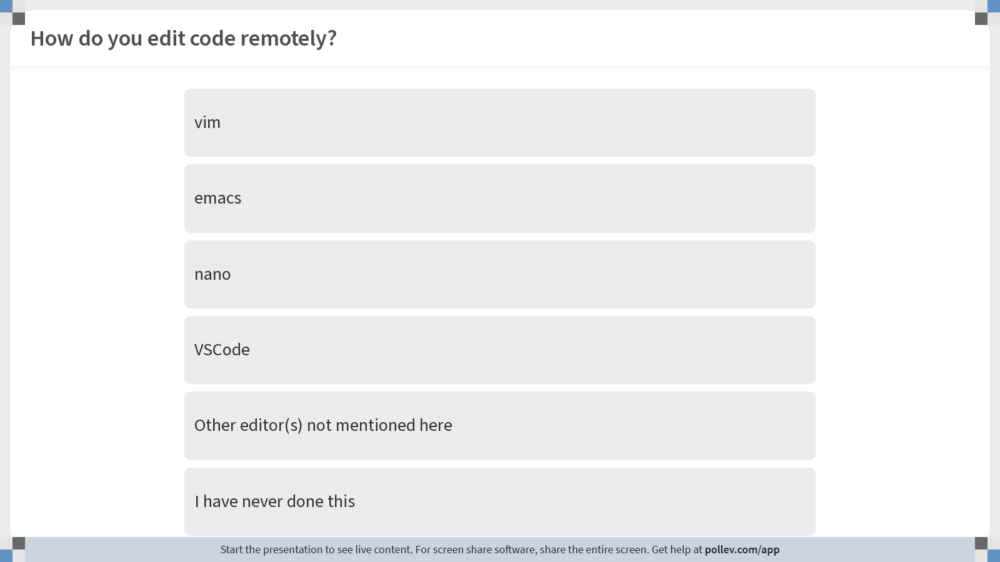 How do you edit code remotely?
vim
emacs
nano
VSCode
Other editor(s) not mentioned here
I have never done this
Start the presentation to see live content. For screen share software, share the entire screen. Get help at pollev.com/app